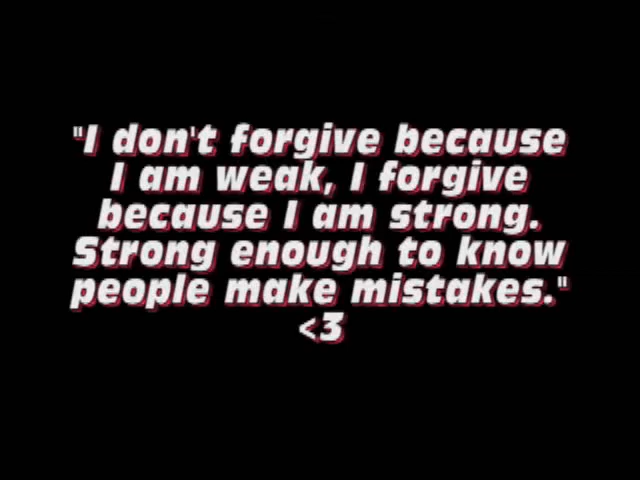 "I don't forgive because
I am weak, I forgive
because I am strong.
Strong enough to know
people make mistakes."
<3